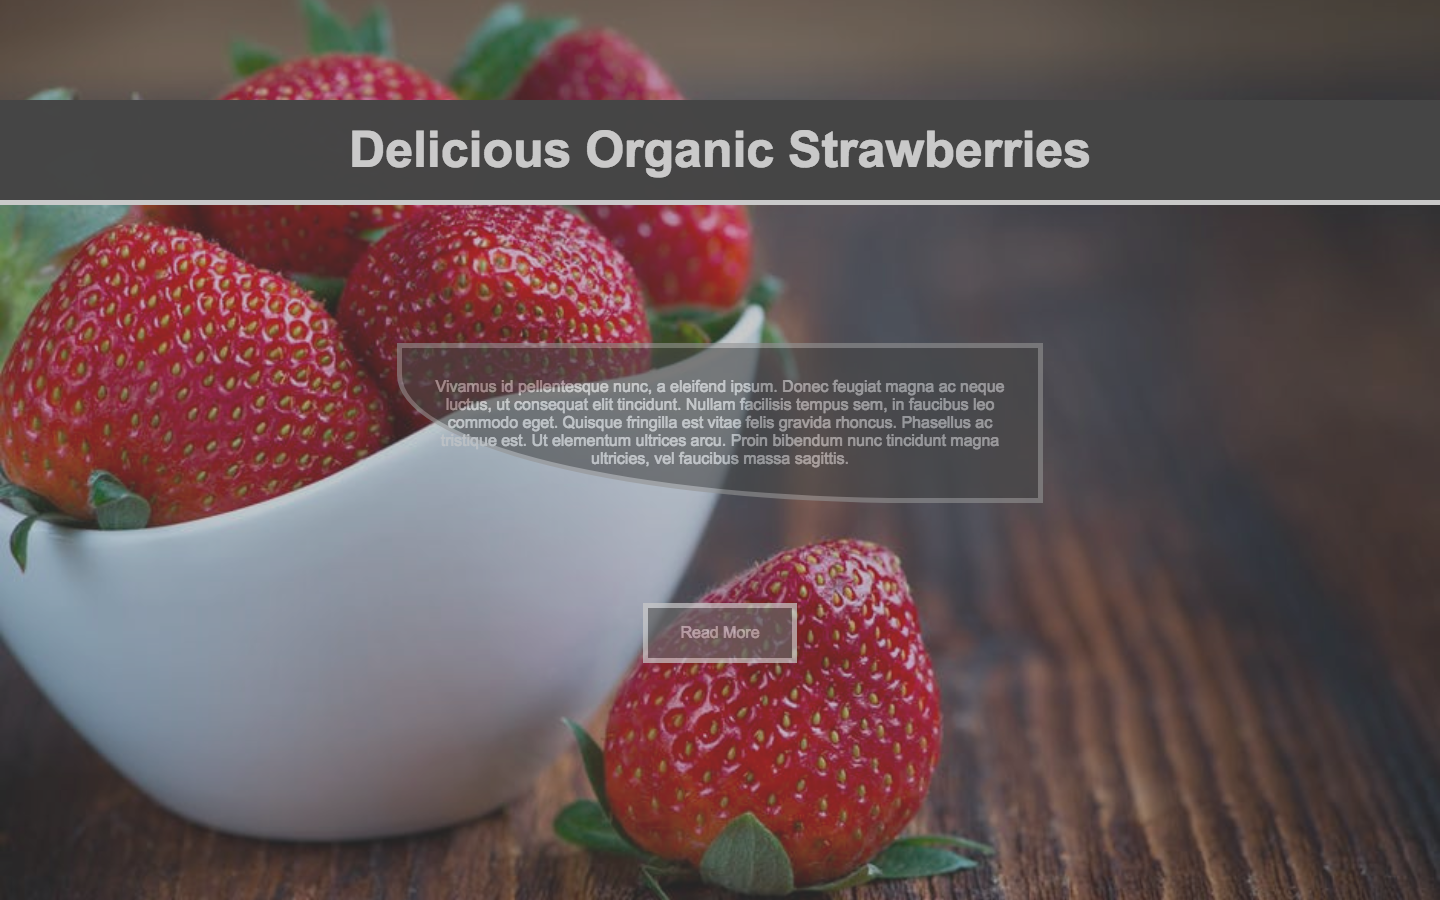 Delicious Organic Strawberries
Vivamus id pellentesque nunc, a eleifend ipsum. Donec feugiat magna ac neque
luctus, ut consequat elit tincidunt. Nullam facilisis tempus sem, in faucibus leo
commodo eget. Quisque fringilla est vitae felis gravida rhoncus. Phasellus ac
tristique est. Ut elementum ultrices arcu. Proin bibendum nunc tincidunt magna
ultricies, vel faucibus massa sagittis.
Read More